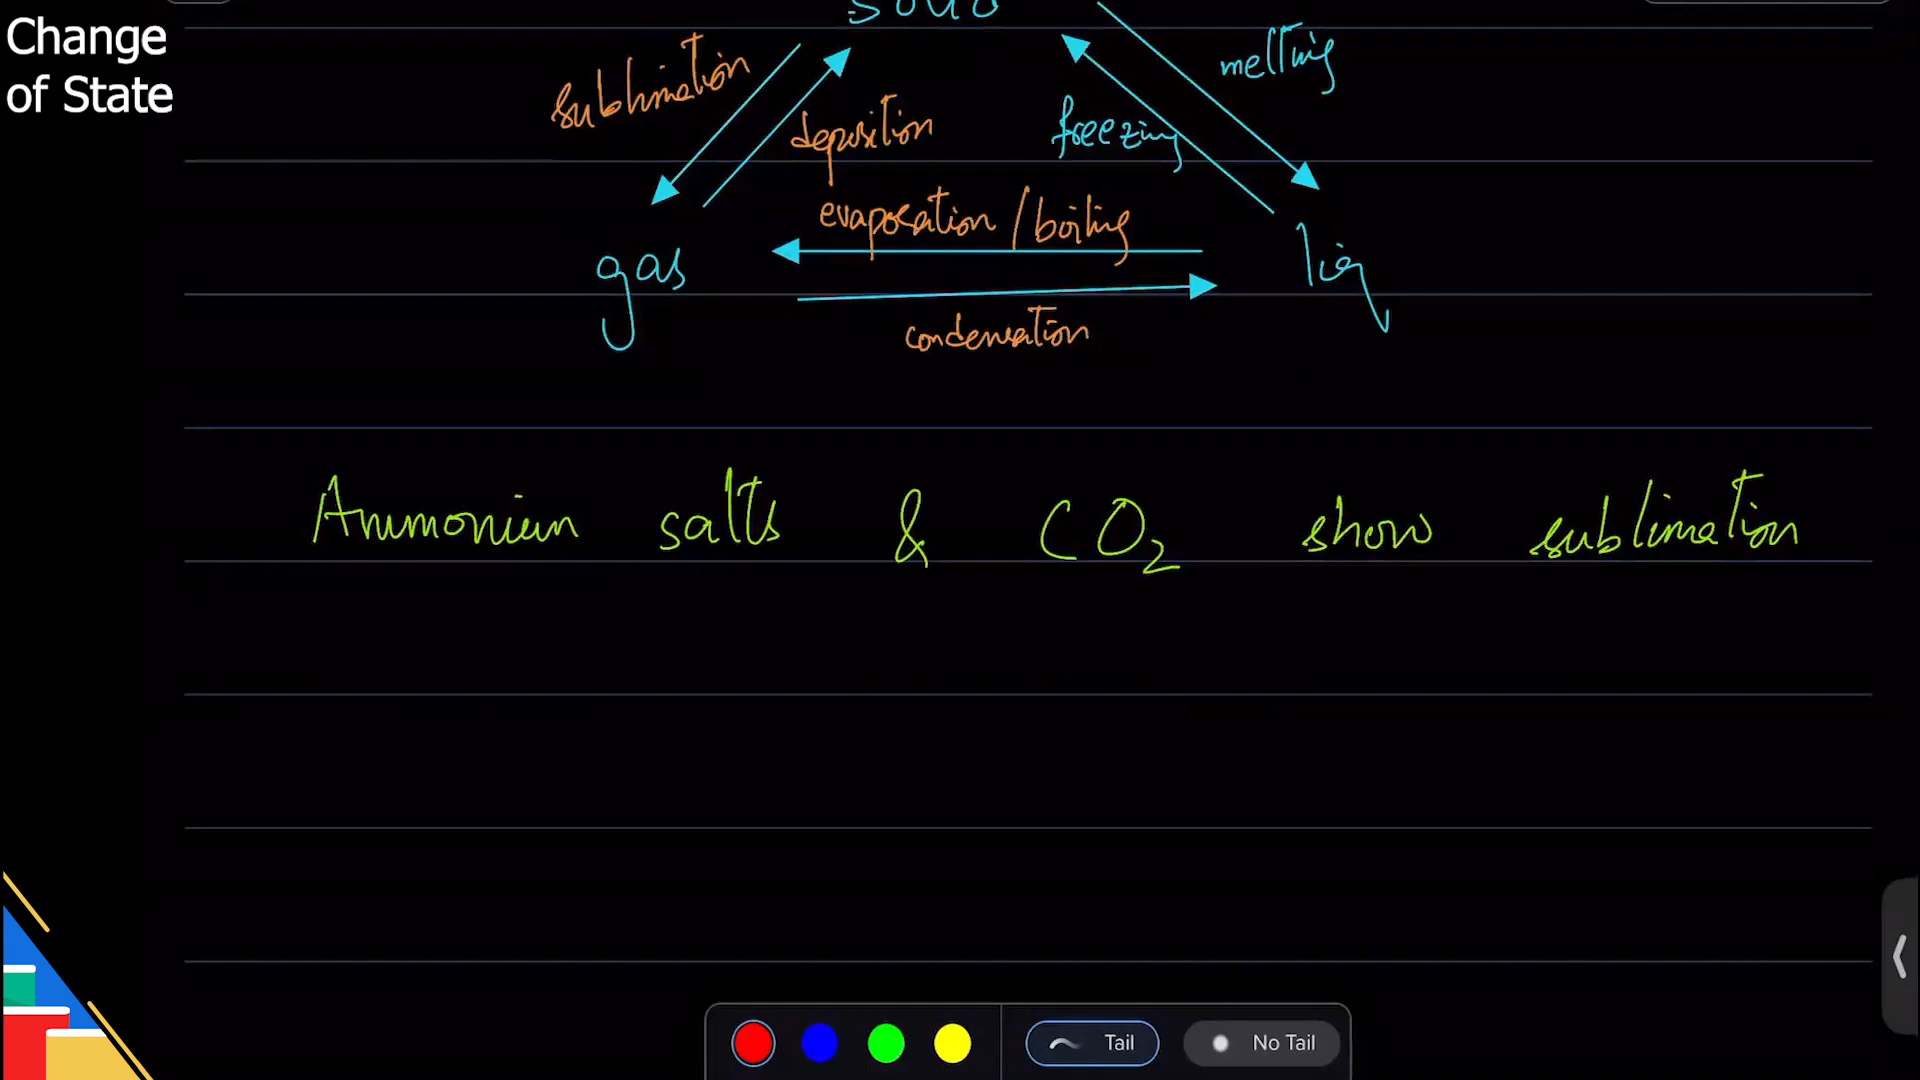 Change
of State
solid
sublimation
melting
deposition
freezing
evaporation / boiling
gas
liq
condensation
Ammonium salts & CO₂ show sublimation
Tail
No Tail